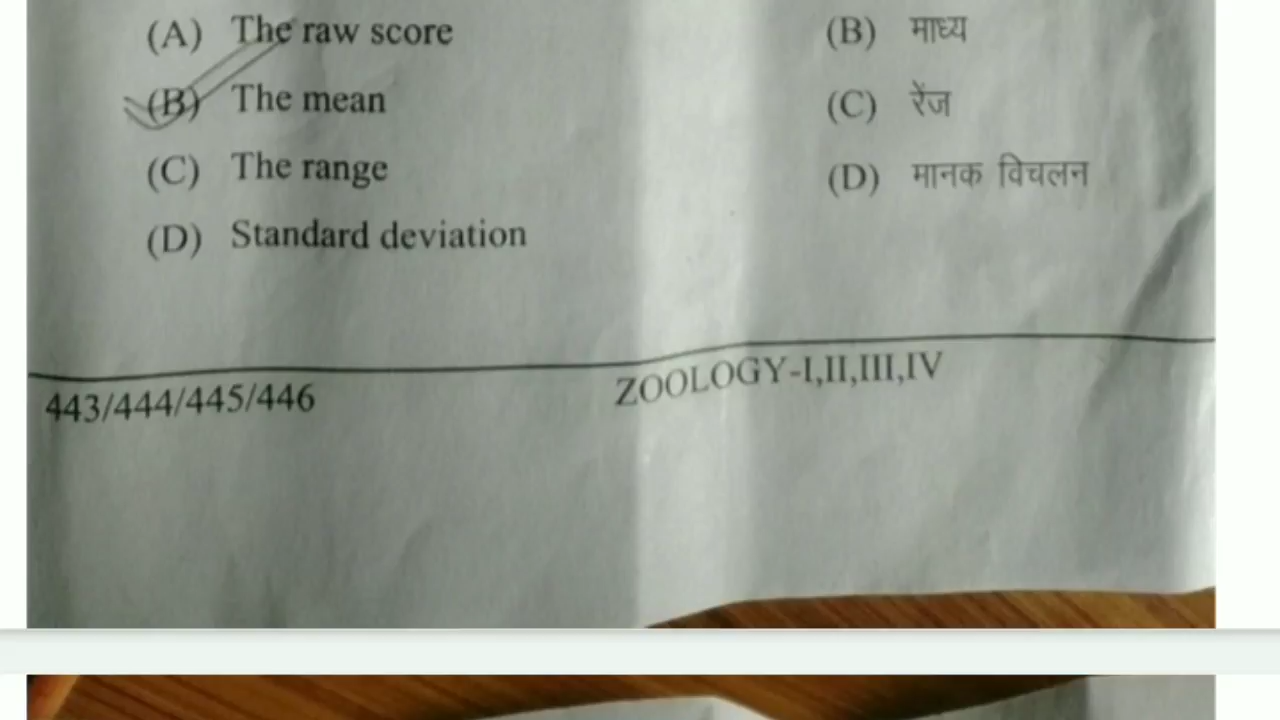 (A) The raw score
(B) The mean
(C) The range
(D) Standard deviation
(B) माध्य
(C) रेंज
(D) मानक विचलन
443/444/445/446
ZOOLOGY-I,II,III,IV